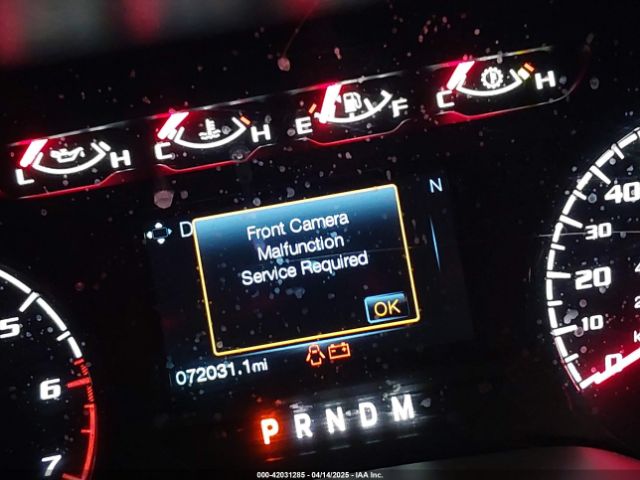 L H C H E F C H
N
D
Front Camera
Malfunction
Service Required
OK
072031.1mi
5
6
7
40
30
20
10
0
P R N D M
000-42031285 - 04/14/2025 - IAA Inc.